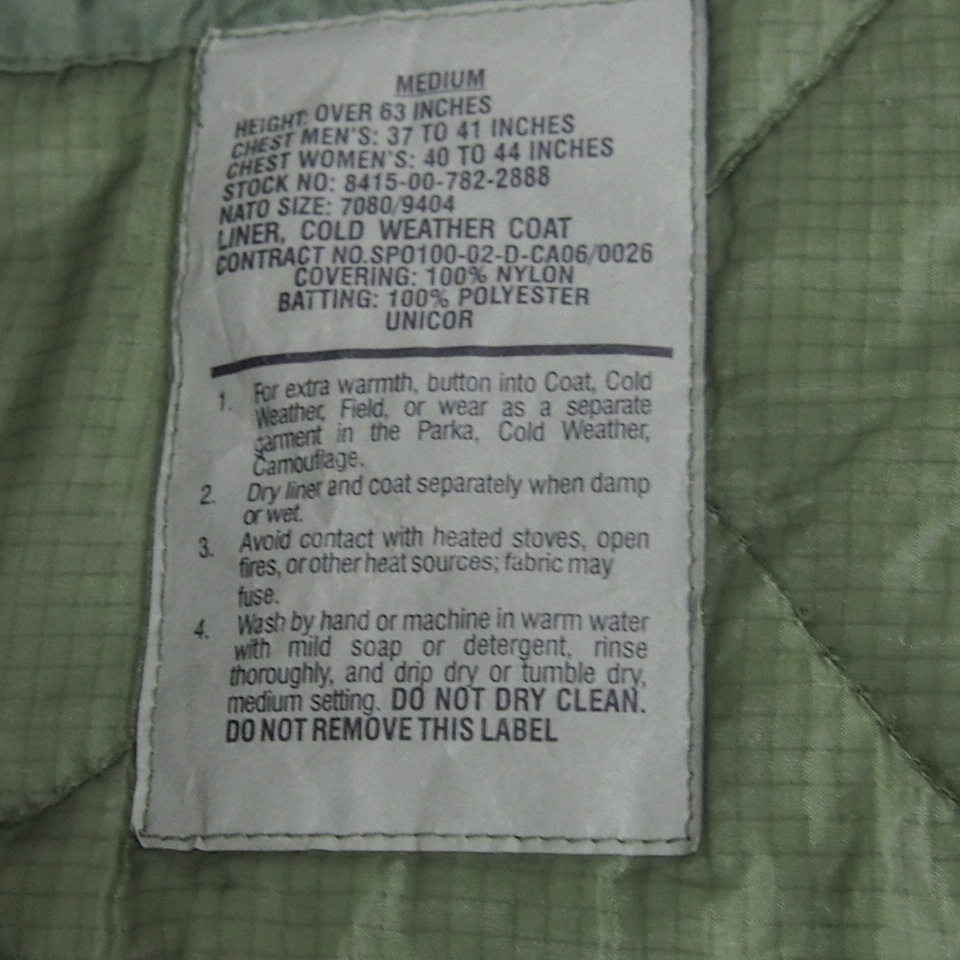 MEDIUM
HEIGHT: OVER 63 INCHES
CHEST MEN'S: 37 TO 41 INCHES
CHEST WOMEN'S: 40 TO 44 INCHES
STOCK NO: 8415-00-782-2888
NATO SIZE: 7080/9404
LINER, COLD WEATHER COAT
CONTRACT NO.SPO100-02-D-CA06/0026
COVERING: 100% NYLON
BATTING: 100% POLYESTER
UNICOR
1. For extra warmth, button into Coat, Cold
Weather, Field, or wear as a separate
garment in the Parka, Cold Weather,
Camouflage.
2. Dry liner and coat separately when damp
or wet.
3. Avoid contact with heated stoves, open
fires, or other heat sources; fabric may
fuse.
4. Wash by hand or machine in warm water
with mild soap or detergent, rinse
thoroughly, and drip dry or tumble dry,
medium setting. DO NOT DRY CLEAN.
DO NOT REMOVE THIS LABEL